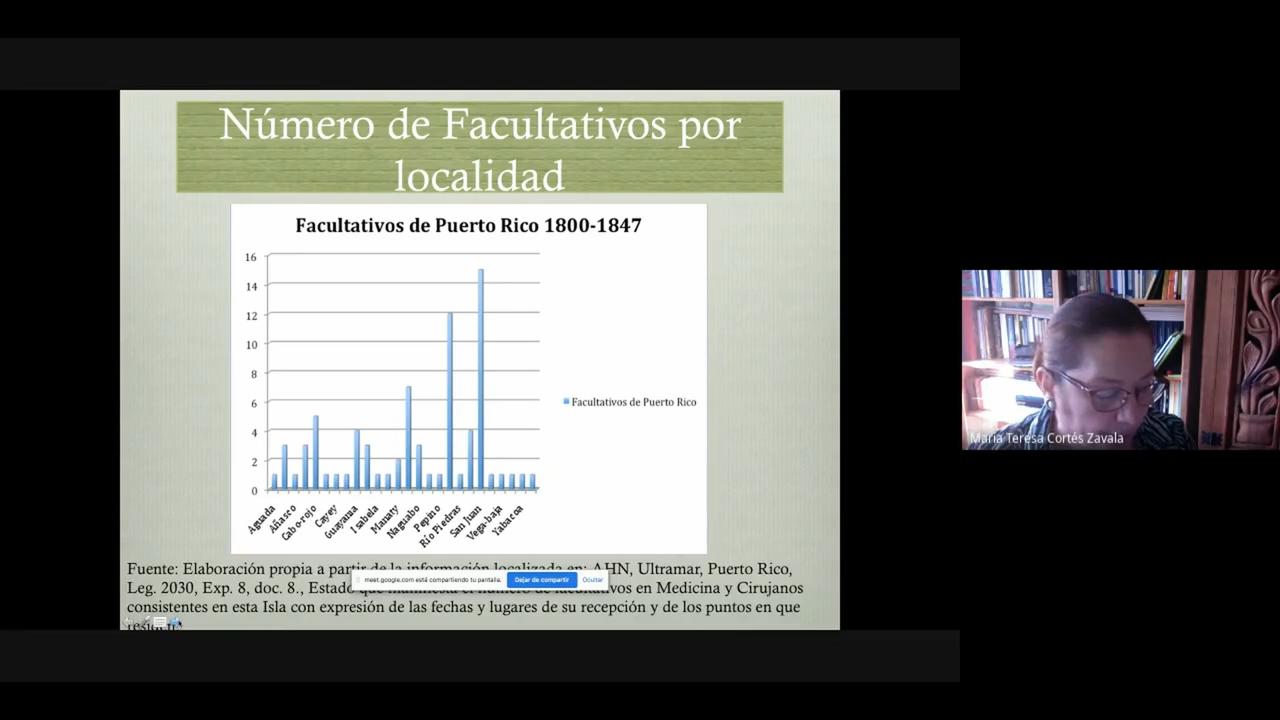 Número de Facultativos por
localidad
Facultativos de Puerto Rico 1800-1847
16
14
12
10
8
6
4
2
0
Aguada
Añasco
Cabo-rojo
Cayey
Guayama
Isabela
Manaty
Naguabo
Pepino
Río Piedras
San Juan
Vega-baja
Yabacoa
Facultativos de Puerto Rico
Fuente: Elaboración propia a partir de la información localizada en: AHN, Ultramar, Puerto Rico,
meet.google.com está compartiendo tu pantalla.
Dejar de compartir
Ocultar
Leg. 2030, Exp. 8, doc. 8., Estado que manifiesta el número de facultativos en Medicina y Cirujanos
consistentes en esta Isla con expresión de las fechas y lugares de su recepción y de los puntos en que
María Teresa Cortés Zavala